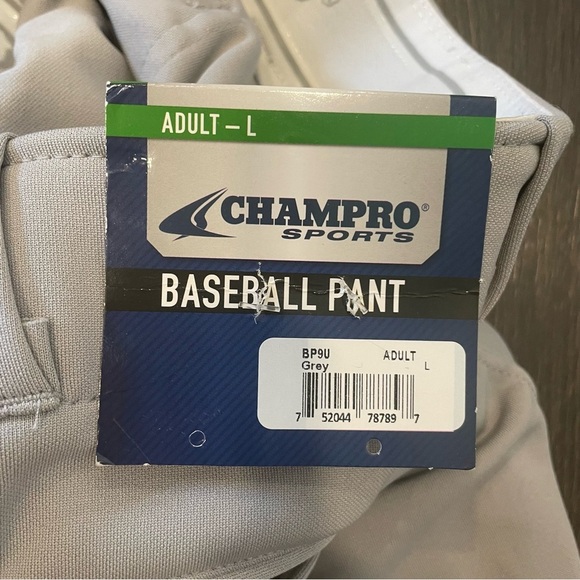 ADULT – L
CHAMPRO®
SPORTS
BASEBALL PANT
BP9U ADULT
Grey L
7 52044 78789 7